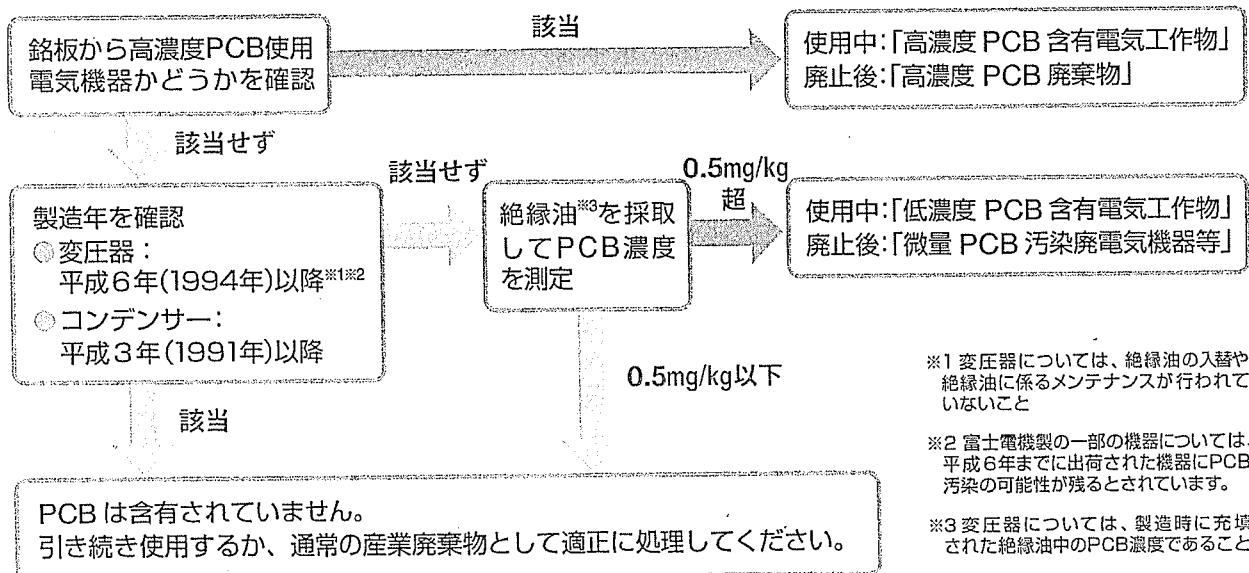 該当
銘板から高濃度PCB使用
電気機器かどうかを確認
使用中:「高濃度 PCB 含有電気工作物」
廃止後:「高濃度 PCB 廃棄物」
該当せず
製造年を確認
変圧器:
平成6年(1994年)以降※1※2
コンデンサー:
平成3年(1991年)以降
該当せず
絶縁油※3を採取
してPCB濃度
を測定
0.5mg/kg
超
使用中:「低濃度 PCB 含有電気工作物」
廃止後:「微量 PCB 汚染廃電気機器等」
該当
0.5mg/kg以下
PCB は含有されていません。
引き続き使用するか、通常の産業廃棄物として適正に処理してください。
※1 変圧器については、絶縁油の入替や
絶縁油に係るメンテナンスが行われて
いないこと
※2 富士電機製の一部の機器については、
平成6年までに出荷された機器にPCB
汚染の可能性が残るとされています。
※3 変圧器については、製造時に充填
された絶縁油中のPCB濃度であること